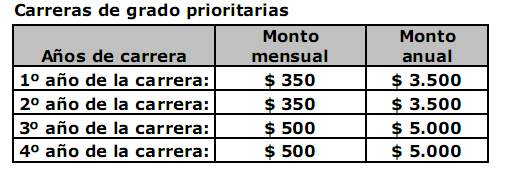 Carreras de grado prioritarias
Años de carrera Monto mensual Monto anual
1º año de la carrera: $ 350 $ 3.500
2º año de la carrera: $ 350 $ 3.500
3º año de la carrera: $ 500 $ 5.000
4º año de la carrera: $ 500 $ 5.000